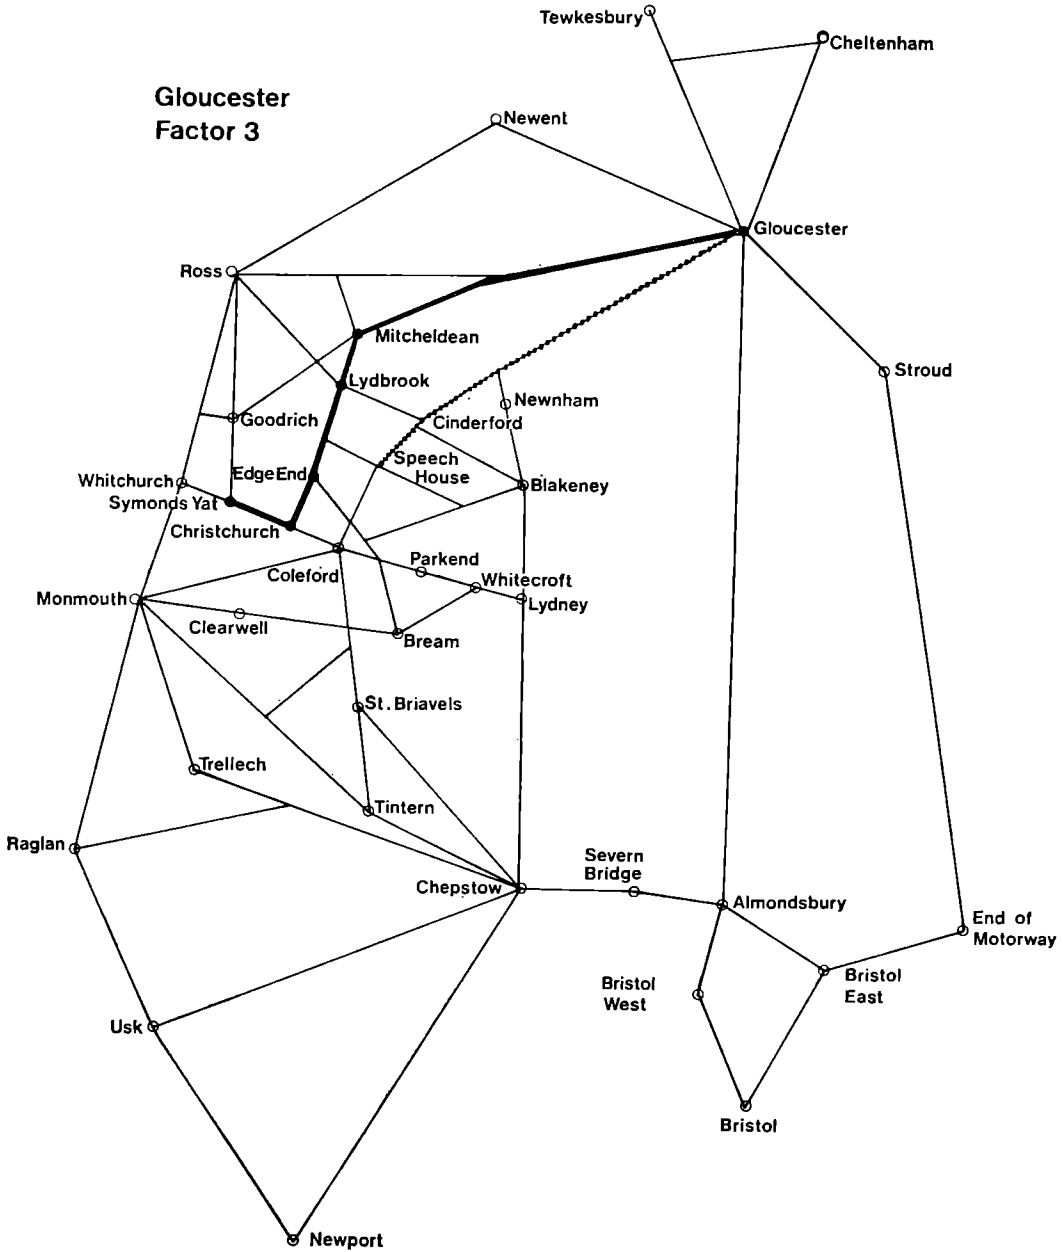 Tewkesbury
Cheltenham
Gloucester
Factor 3
Newent
Gloucester
Ross
Mitcheldean
Stroud
Lydbrook
Newnham
Goodrich
Cinderford
Speech
House
Edge End
Whitchurch
Blakeney
Symonds Yat
Christchurch
Parkend
Coleford
Whitecroft
Monmouth
Lydney
Clearwell
Bream
St. Briavels
Trellech
Tintern
Raglan
Severn
Bridge
Chepstow
Almondsbury
End of
Motorway
Bristol
East
Bristol
West
Usk
Bristol
Newport